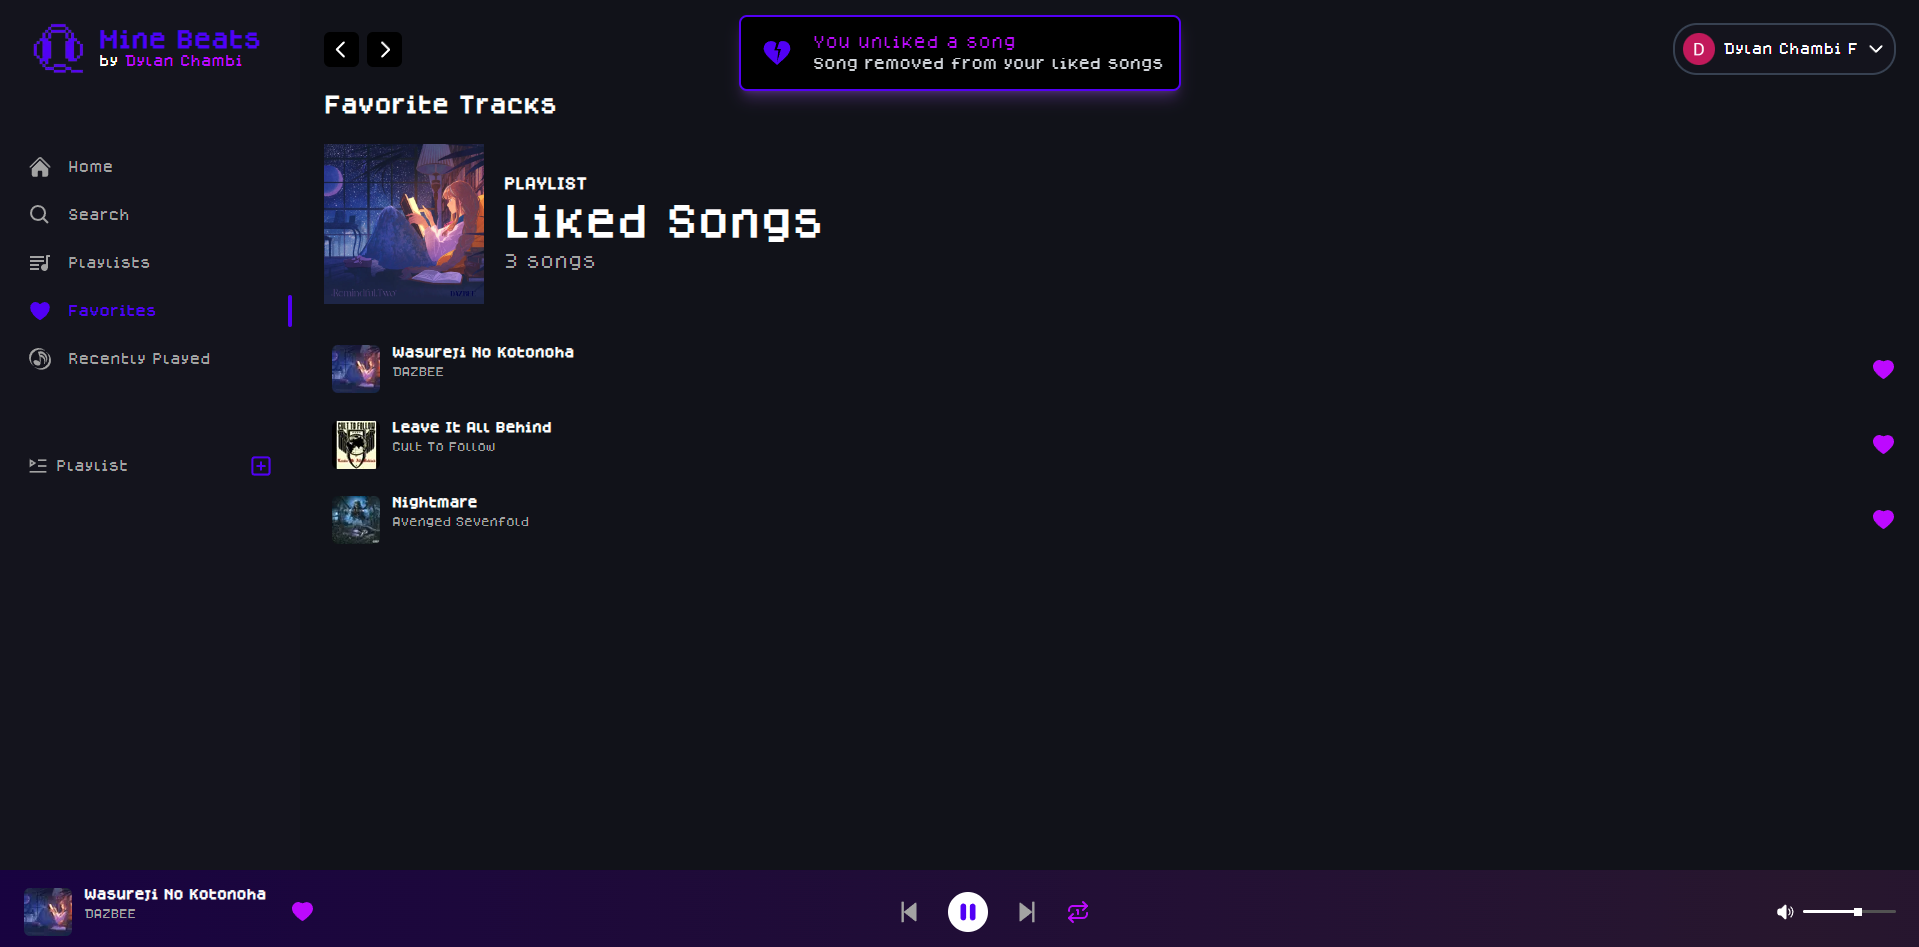 Mine Beats
by Dylan Chambi
Home
Search
Playlists
Favorites
Recently Played
Playlist
You unliked a song
Song removed from your liked songs
D
Dylan Chambi F
Favorite Tracks
PLAYLIST
Liked Songs
3 songs
Wasureji No Kotonoha
DAZBEE
Leave It All Behind
Cult To Follow
Nightmare
Avenged Sevenfold
Wasureji No Kotonoha
DAZBEE